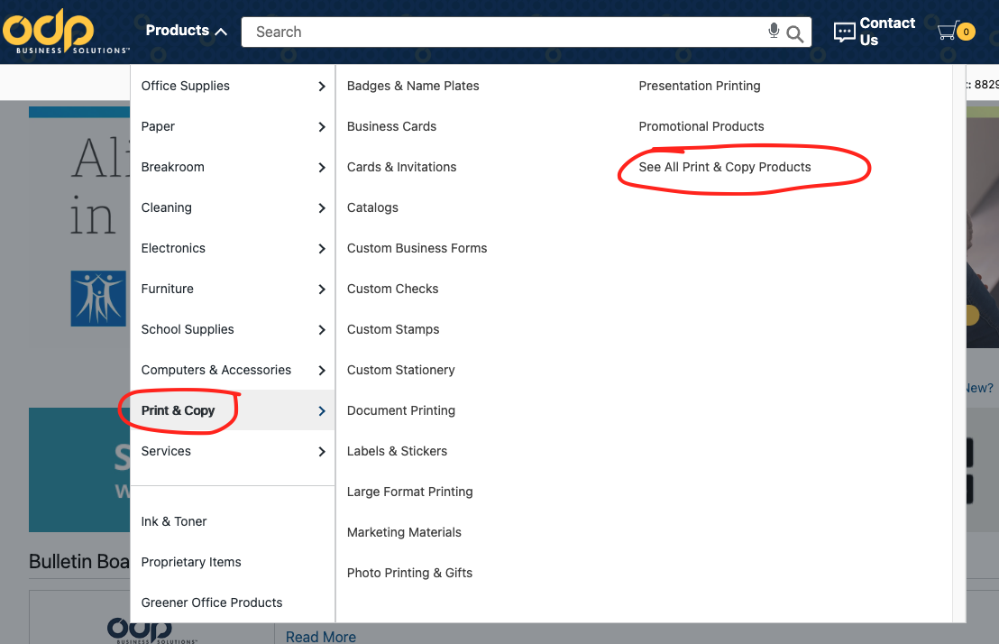 odp
BUSINESS SOLUTIONS™
Products
Search
Contact
Us
0
Office Supplies
Paper
Breakroom
Cleaning
Electronics
Furniture
School Supplies
Computers & Accessories
Print & Copy
Services
Ink & Toner
Proprietary Items
Greener Office Products
Badges & Name Plates
Business Cards
Cards & Invitations
Catalogs
Custom Business Forms
Custom Checks
Custom Stamps
Custom Stationery
Document Printing
Labels & Stickers
Large Format Printing
Marketing Materials
Photo Printing & Gifts
Presentation Printing
Promotional Products
See All Print & Copy Products
: 8829
Ali
in
New?
S
w
Bulletin Boa
odp
BUSINESS SOLUTIONS™
Read More